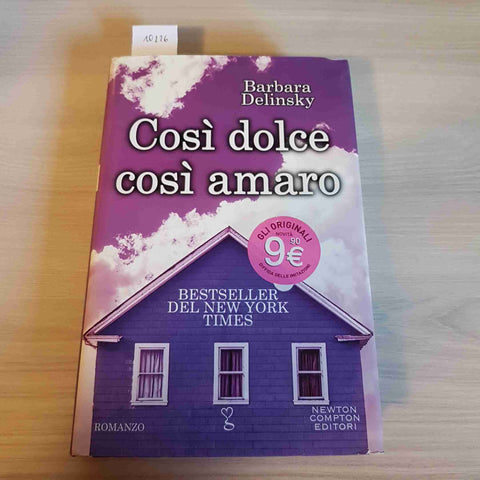 10226
Barbara
Delinsky
Così dolce
così amaro
GLI ORIGINALI
NOVITÀ
9,90 €
DIFFIDA DELLE IMITAZIONI
BESTSELLER
DEL NEW YORK
TIMES
ROMANZO
NEWTON
COMPTON
EDITORI